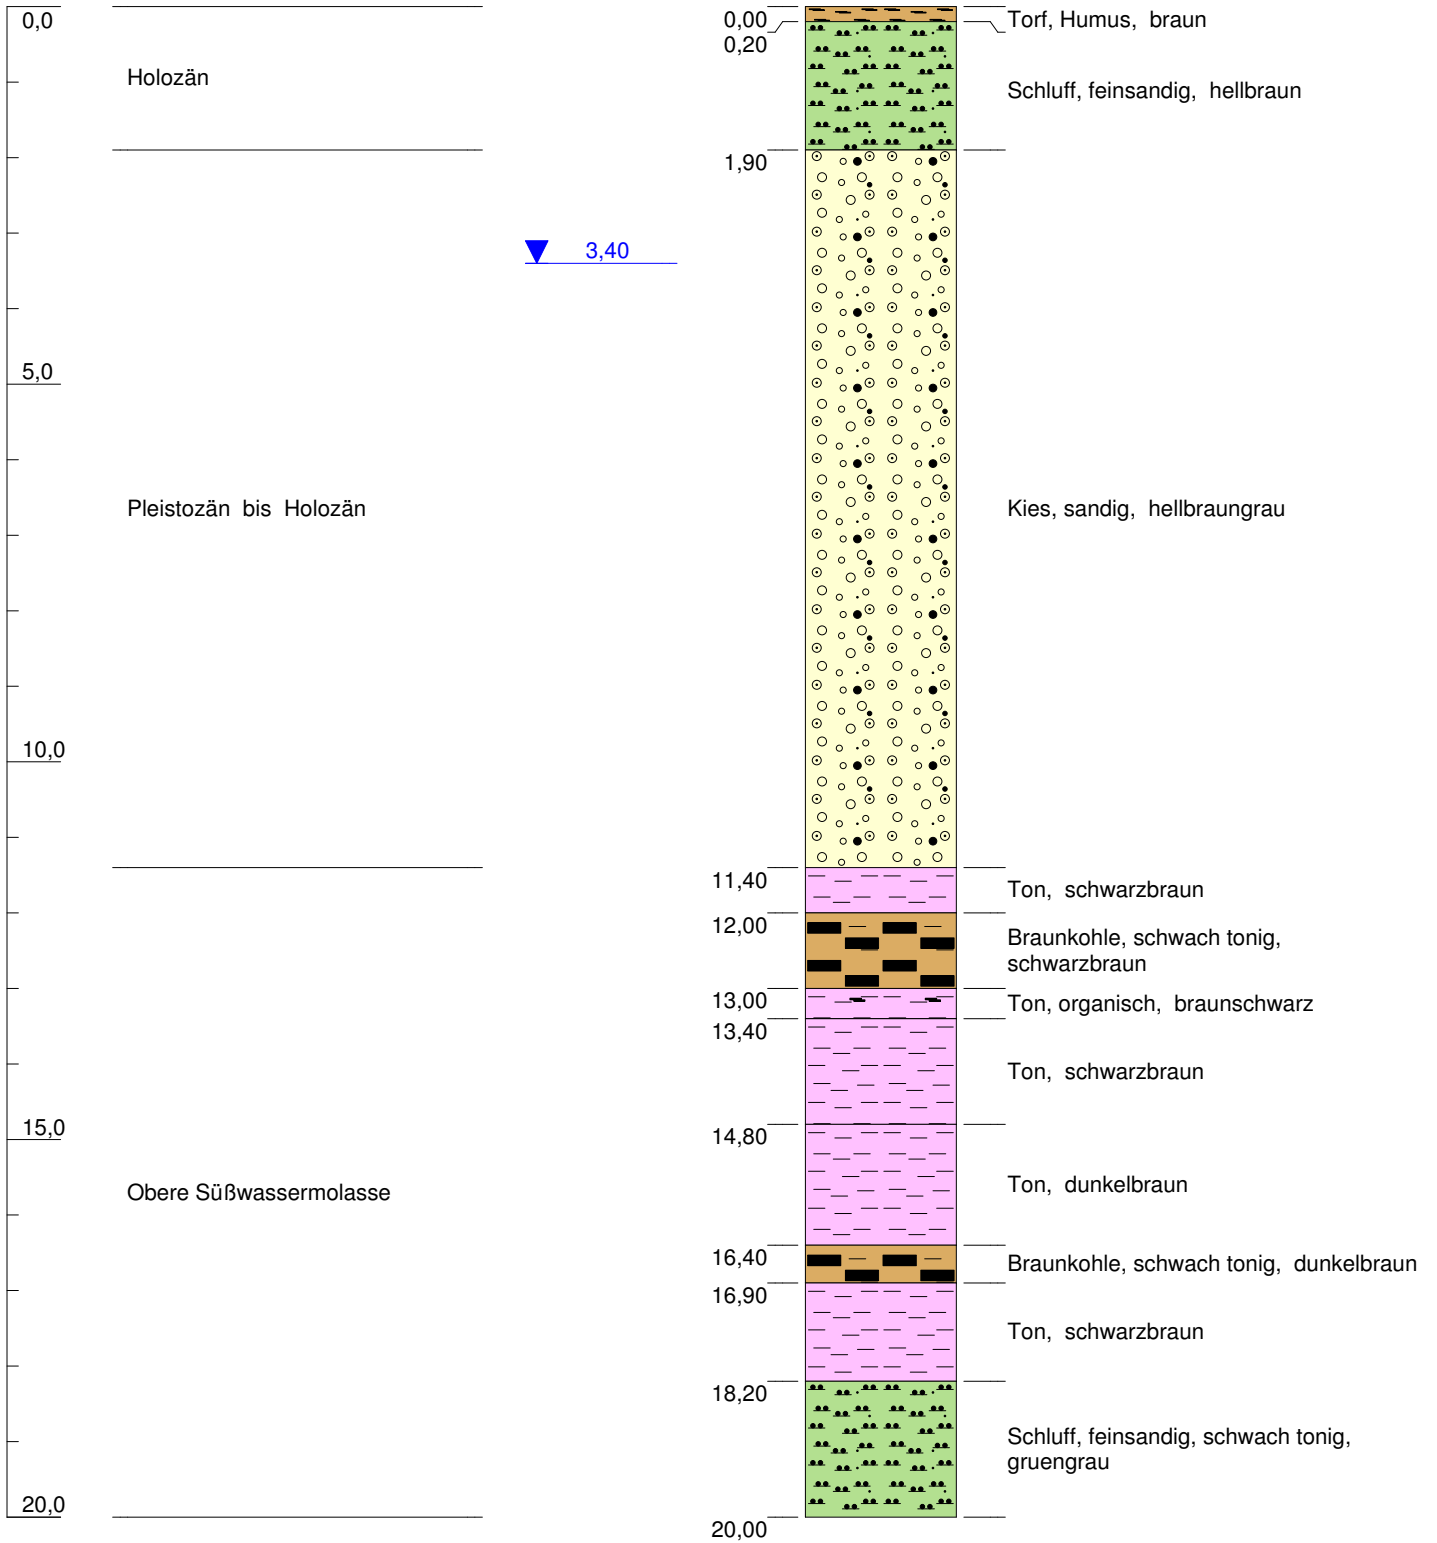 0,0
0,00
Torf, Humus,  braun
0,20
Holozän
Schluff, feinsandig,  hellbraun
1,90
3,40
5,0
Pleistozän  bis  Holozän
Kies, sandig,  hellbraungrau
10,0
11,40
Ton,  schwarzbraun
12,00
Braunkohle, schwach tonig,
schwarzbraun
13,00
Ton, organisch,  braunschwarz
13,40
Ton,  schwarzbraun
15,0
14,80
Obere Süßwassermolasse
Ton,  dunkelbraun
16,40
Braunkohle, schwach tonig,  dunkelbraun
16,90
Ton,  schwarzbraun
18,20
Schluff, feinsandig, schwach tonig,
gruengrau
20,0
20,00